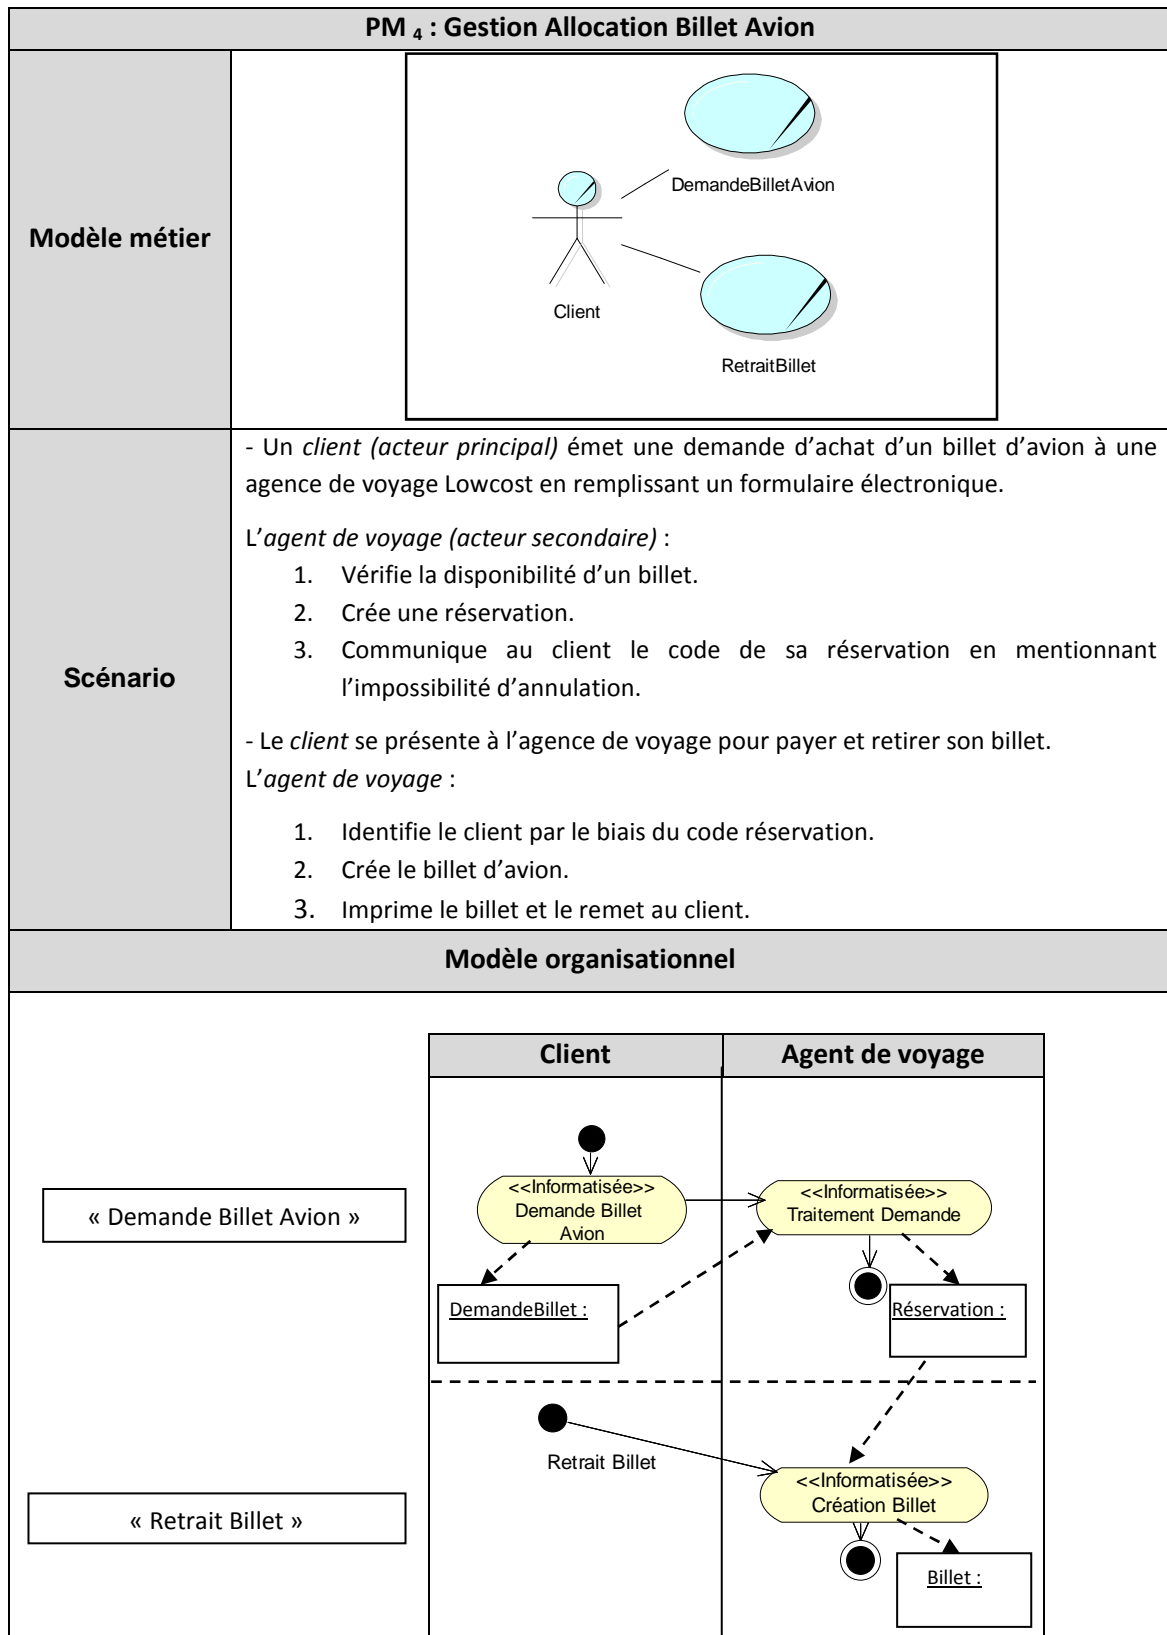 PM 4 : Gestion Allocation Billet Avion
Modèle métier
DemandeBilletAvion
Client
RetraitBillet
Scénario
- Un client (acteur principal) émet une demande d'achat d'un billet d'avion à une
agence de voyage Lowcost en remplissant un formulaire électronique.
L'agent de voyage (acteur secondaire) :
1. Vérifie la disponibilité d'un billet.
2. Crée une réservation.
3. Communique au client le code de sa réservation en mentionnant
l'impossibilité d'annulation.
- Le client se présente à l'agence de voyage pour payer et retirer son billet.
L'agent de voyage :
1. Identifie le client par le biais du code réservation.
2. Crée le billet d'avion.
3. Imprime le billet et le remet au client.
Modèle organisationnel
Client
Agent de voyage
« Demande Billet Avion »
<<Informatisée>>
Demande Billet
Avion
<<Informatisée>>
Traitement Demande
DemandeBillet :
Réservation :
Retrait Billet
« Retrait Billet »
<<Informatisée>>
Création Billet
Billet :